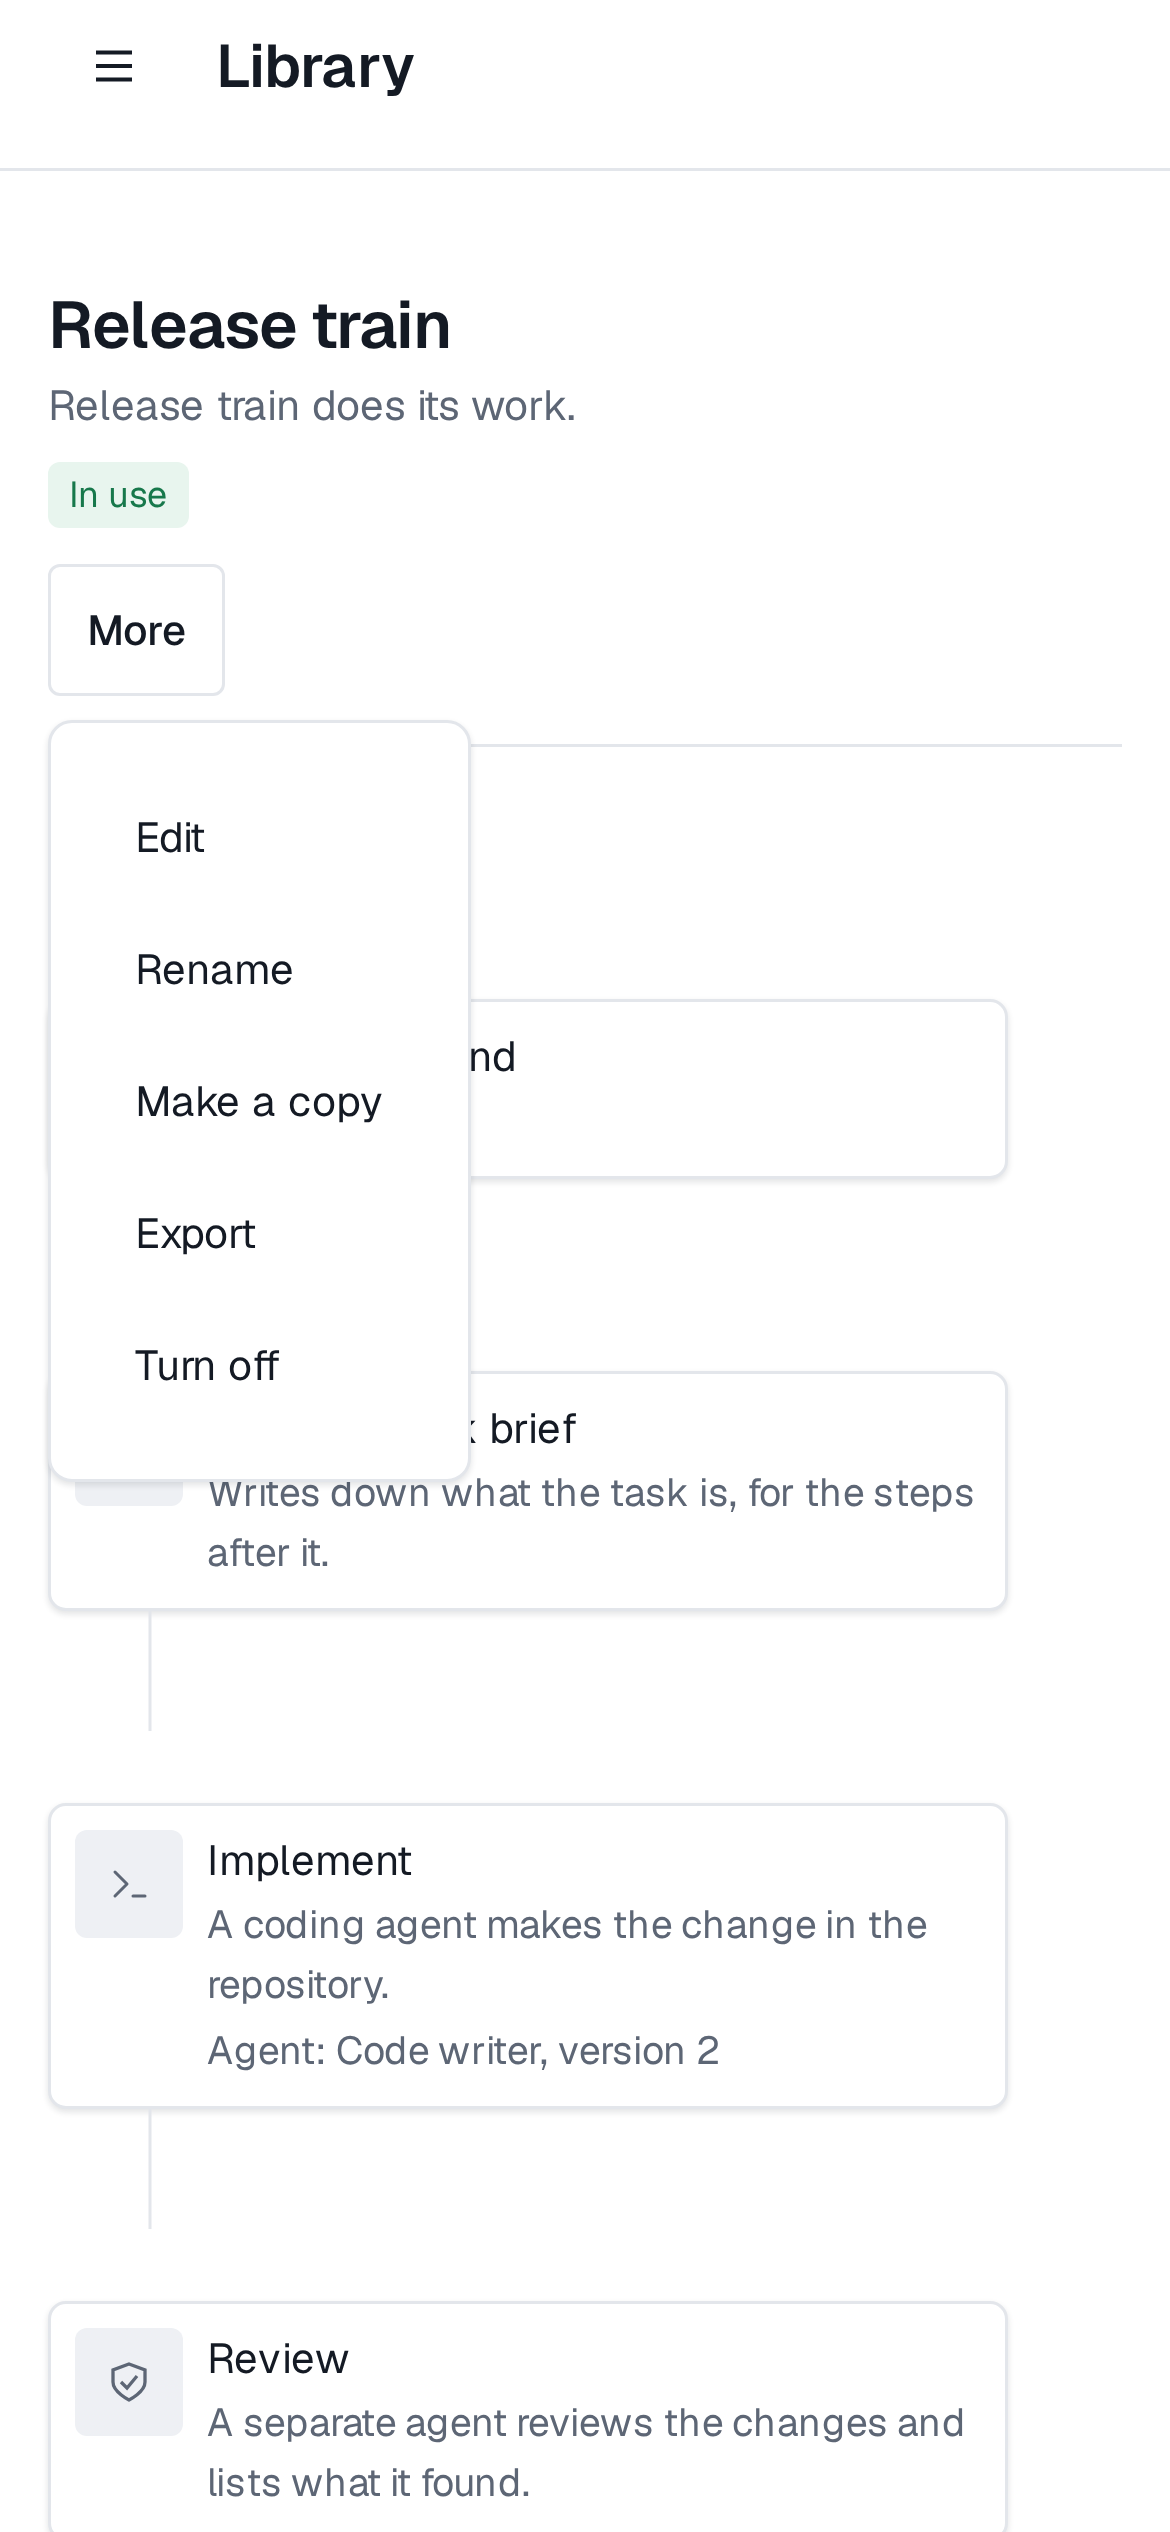 Library
Release train
Release train does its work.
In use
More
Edit
Rename
Make a copy
Export
Turn off
brief
Writes down what the task is, for the steps
after it.
Implement
A coding agent makes the change in the
repository.
Agent: Code writer, version 2
Review
A separate agent reviews the changes and
lists what it found.